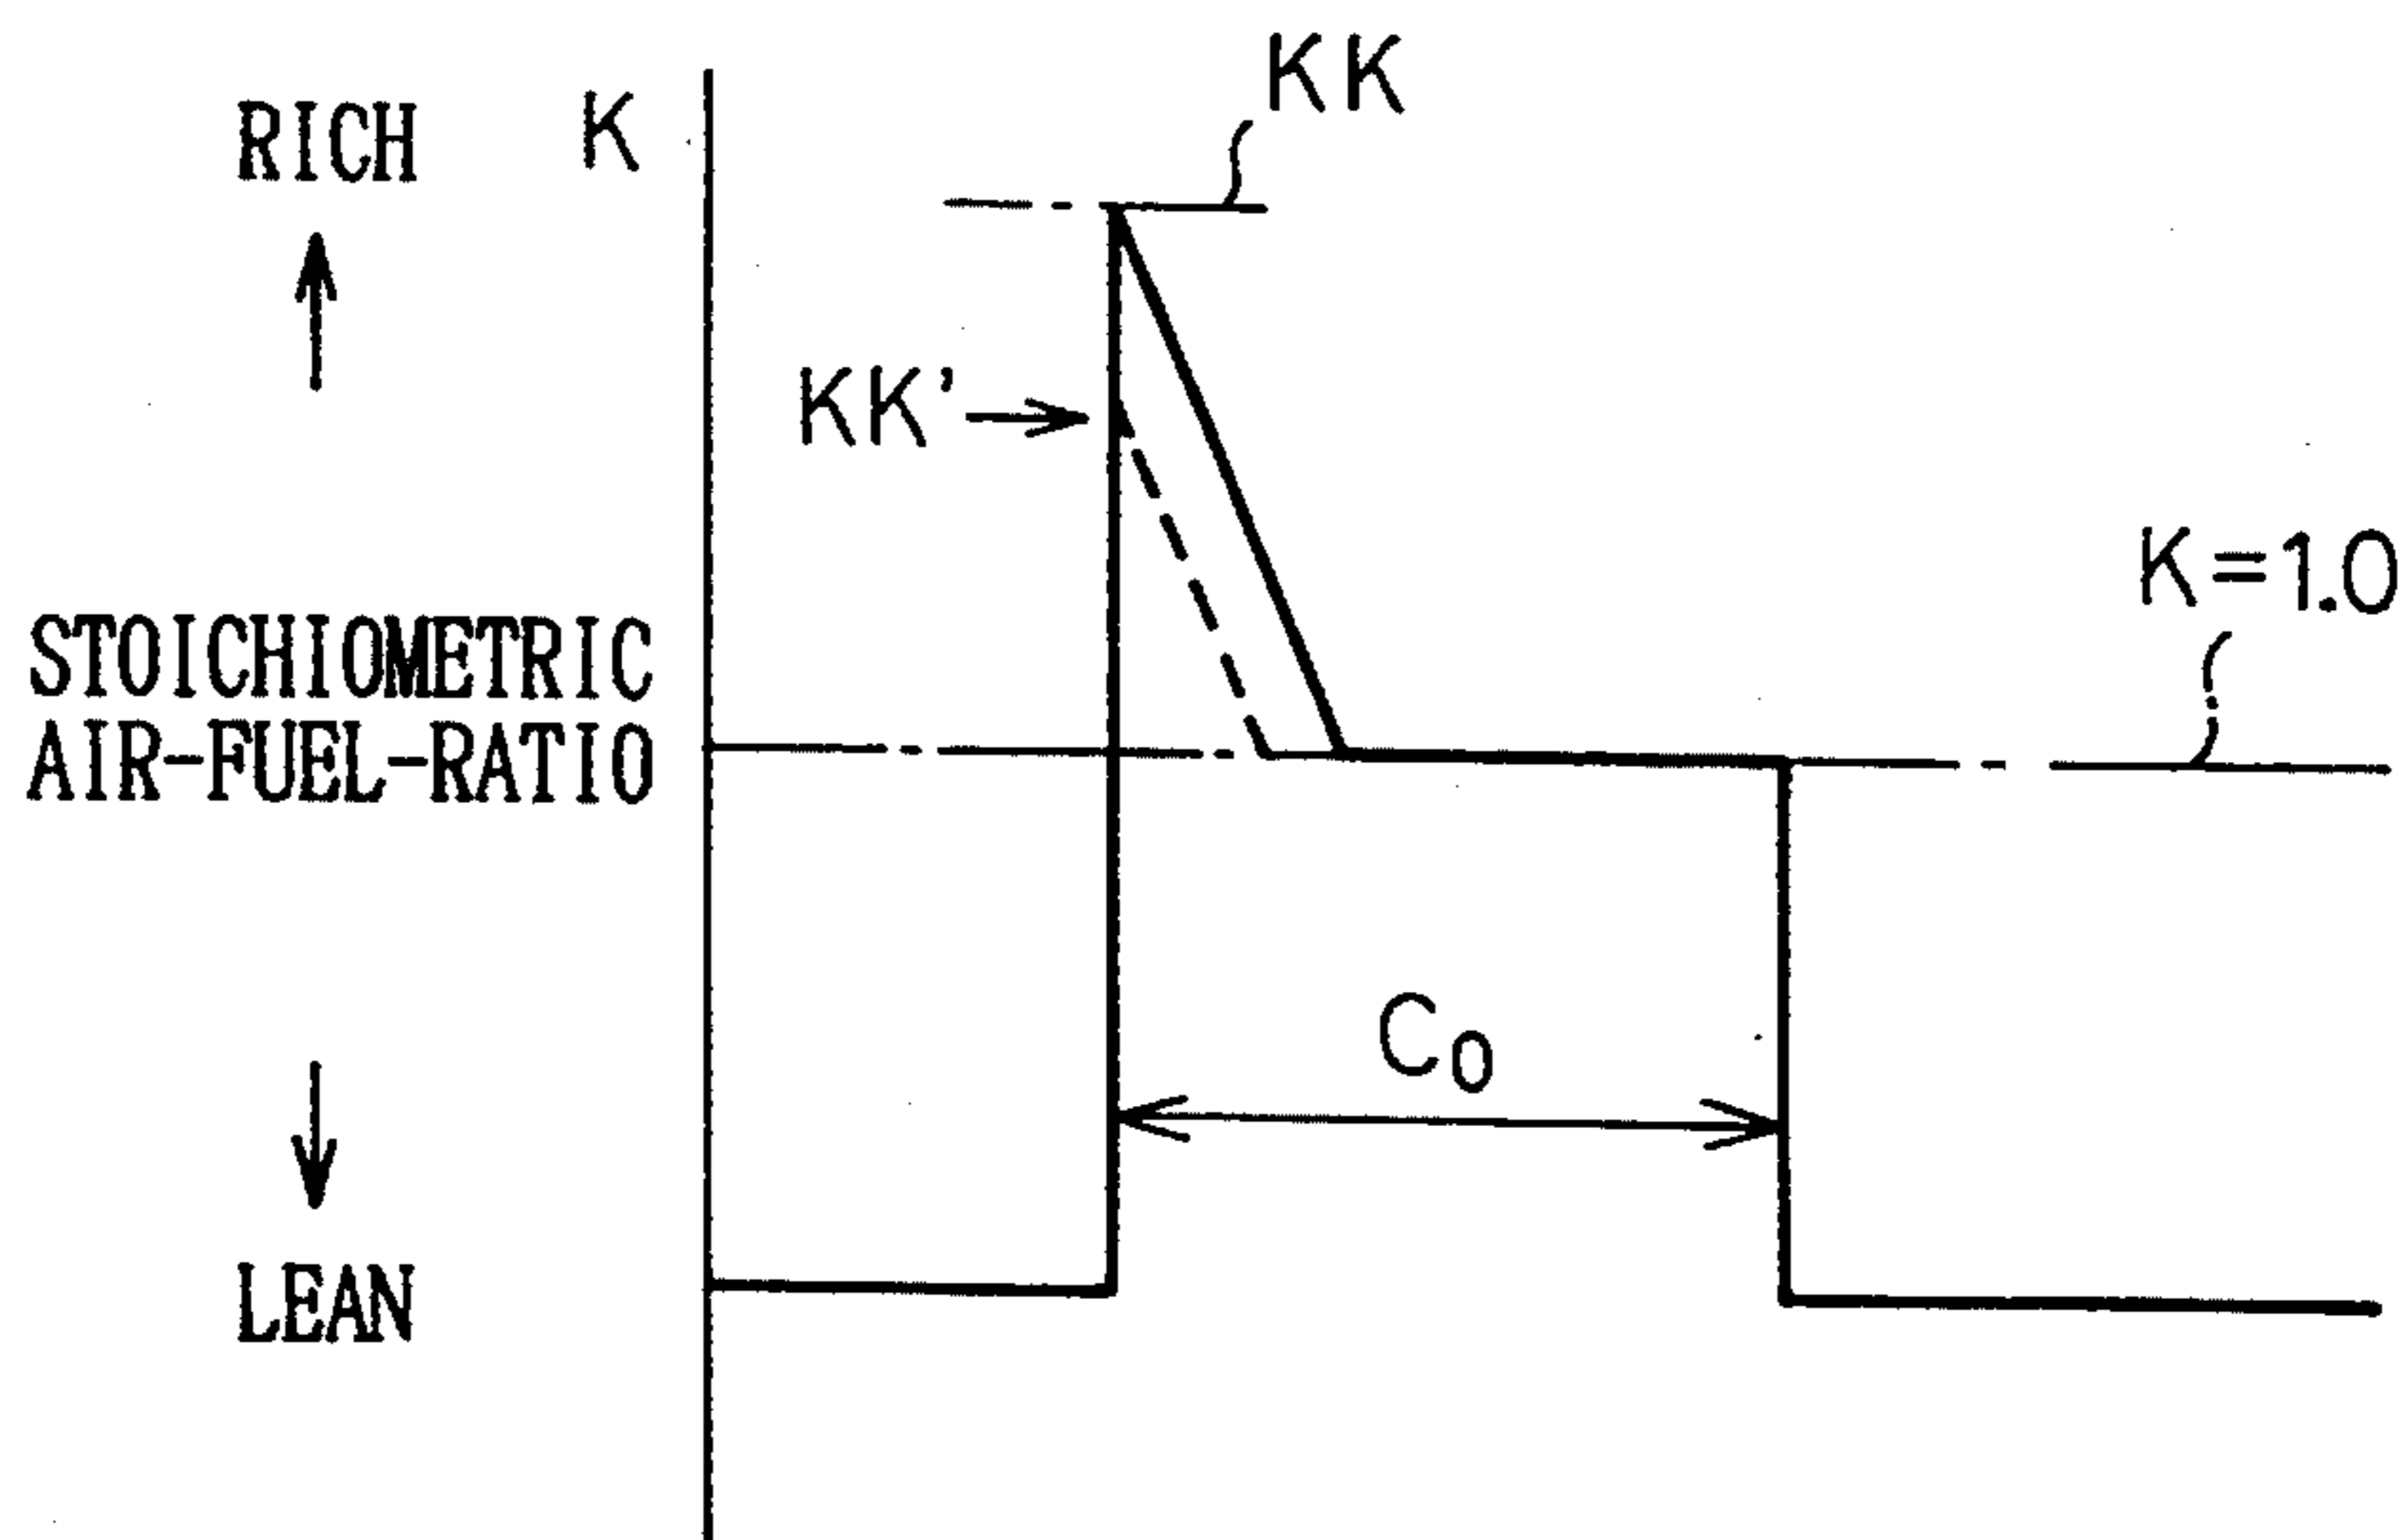 KK
RICH
K
KK'
K=1.0
STOICHIOMETRIC
AIR-FUEL-RATIO
C₀
LEAN